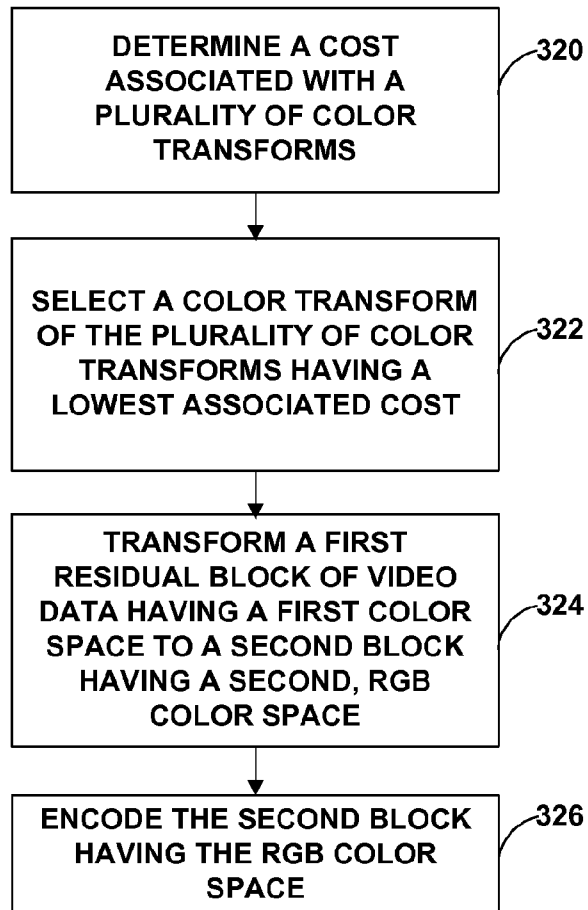 DETERMINE A COST
ASSOCIATED WITH A
PLURALITY OF COLOR
TRANSFORMS
320
SELECT A COLOR TRANSFORM
OF THE PLURALITY OF COLOR
TRANSFORMS HAVING A
LOWEST ASSOCIATED COST
322
TRANSFORM A FIRST
RESIDUAL BLOCK OF VIDEO
DATA HAVING A FIRST COLOR
SPACE TO A SECOND BLOCK
HAVING A SECOND, RGB
COLOR SPACE
324
ENCODE THE SECOND BLOCK
HAVING THE RGB COLOR
SPACE
326